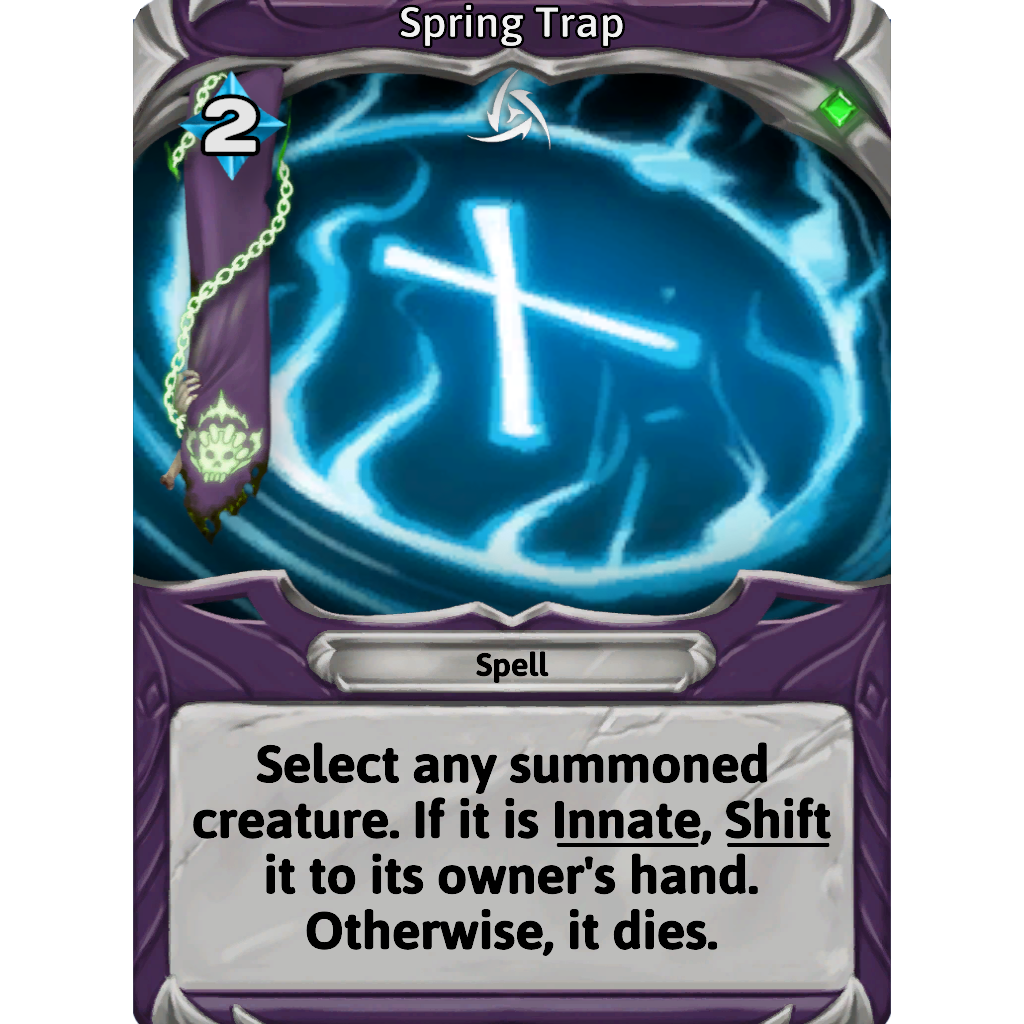 Spring Trap
2
Spell
Select any summoned
creature. If it is Innate, Shift
it to its owner's hand.
Otherwise, it dies.